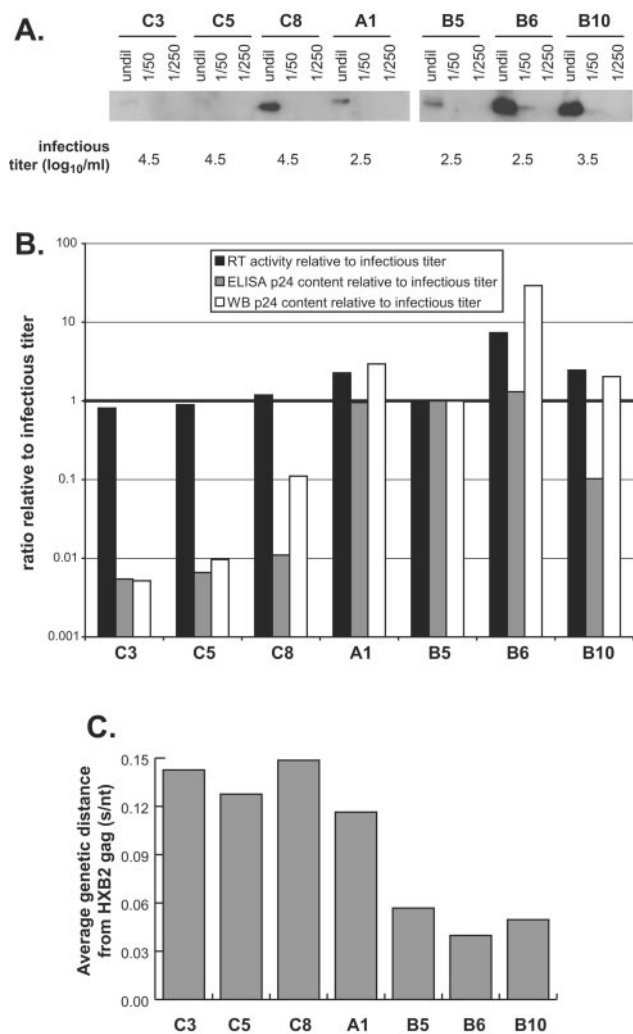 A.
C3 C5 C8 A1 B5 B6 B10
undil 1/50 1/250 undil 1/50 1/250 undil 1/50 1/250 undil 1/50 1/250 undil 1/50 1/250 undil 1/50 1/250 undil 1/50 1/250
infectious
titer (log10/ml) 4.5 4.5 4.5 2.5 2.5 2.5 3.5
B.
ratio relative to infectious titer
100
10
1
0.1
0.01
0.001
RT activity relative to infectious titer
ELISA p24 content relative to infectious titer
WB p24 content relative to infectious titer
C3 C5 C8 A1 B5 B6 B10
C.
Average genetic distance
from HXB2 gag (s/nt)
0.15
0.12
0.09
0.06
0.03
0.00
C3 C5 C8 A1 B5 B6 B10